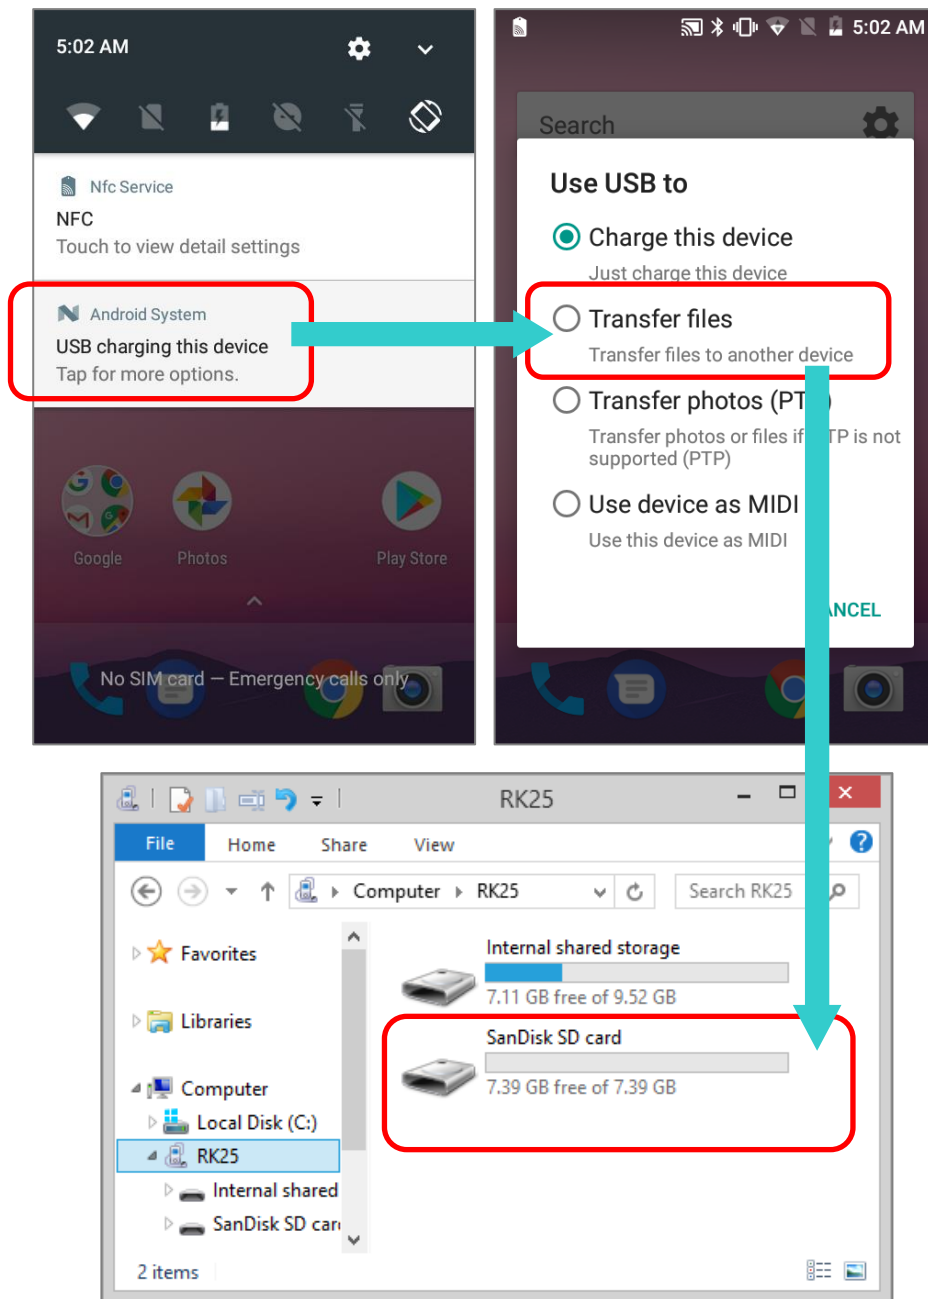 5:02 AM
Nfc Service
NFC
Touch to view detail settings
Android System
USB charging this device
Tap for more options.
Google
Photos
Play Store
No SIM card — Emergency calls only
5:02 AM
Search
Use USB to
Charge this device
Just charge this device
Transfer files
Transfer files to another device
Transfer photos (PT )
Transfer photos or files if TP is not
supported (PTP)
Use device as MIDI
Use this device as MIDI
ANCEL
RK25
File
Home
Share
View
Computer
RK25
Search RK25
Favorites
Libraries
Computer
Local Disk (C:)
RK25
Internal shared
SanDisk SD car
2 items
Internal shared storage
7.11 GB free of 9.52 GB
SanDisk SD card
7.39 GB free of 7.39 GB